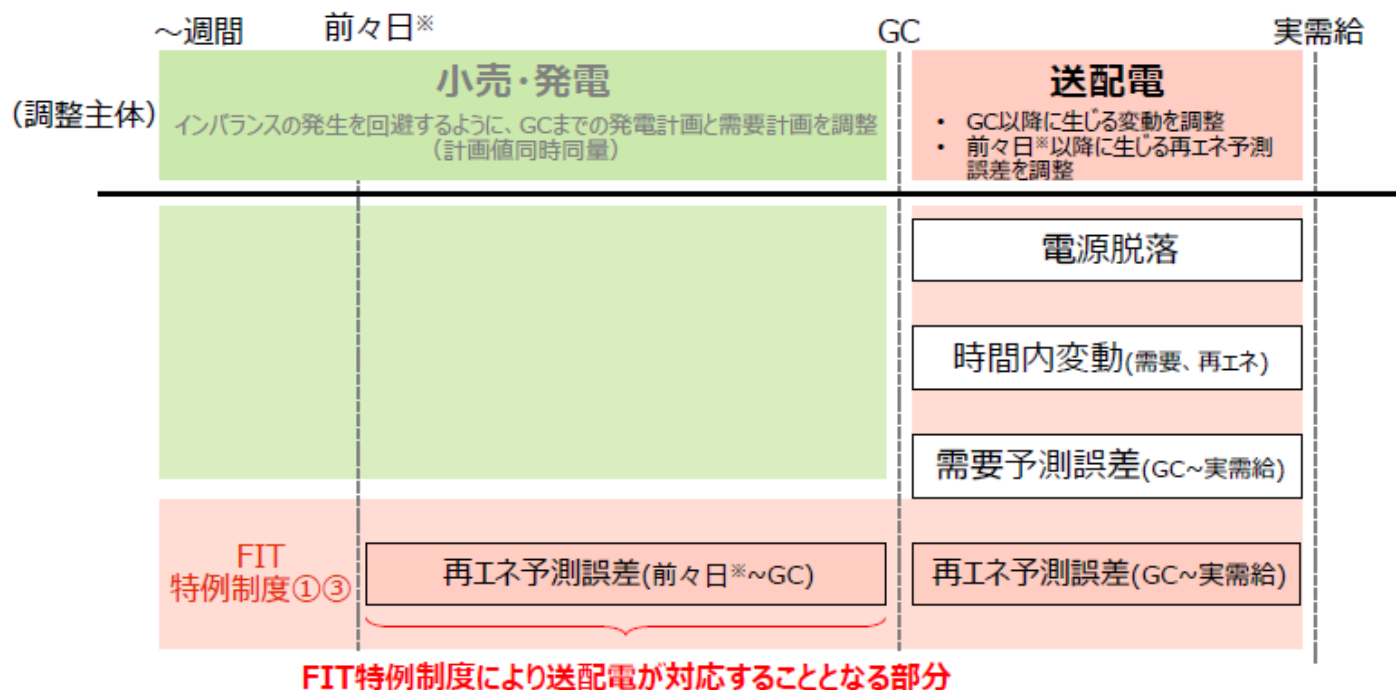 ～週間
前々日※
GC
実需給
(調整主体)
小売・発電
インバランスの発生を回避するように、GCまでの発電計画と需要計画を調整
（計画値同時同量）
送配電
• GC以降に生じる変動を調整
• 前々日※以降に生じる再エネ予測
誤差を調整
電源脱落
時間内変動(需要、再エネ)
需要予測誤差(GC~実需給)
FIT
特例制度①③
再エネ予測誤差(前々日※~GC)
再エネ予測誤差(GC~実需給)
FIT特例制度により送配電が対応することとなる部分